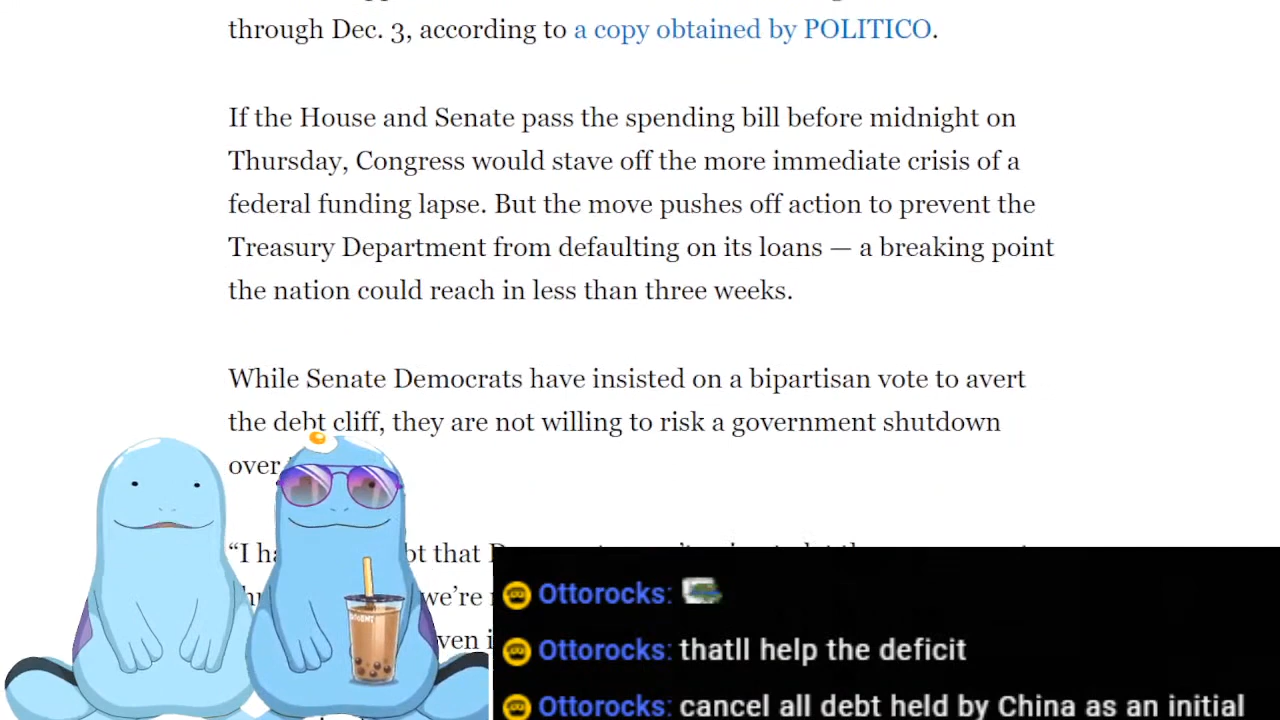 through Dec. 3, according to a copy obtained by POLITICO.
If the House and Senate pass the spending bill before midnight on
Thursday, Congress would stave off the more immediate crisis of a
federal funding lapse. But the move pushes off action to prevent the
Treasury Department from defaulting on its loans — a breaking point
the nation could reach in less than three weeks.
While Senate Democrats have insisted on a bipartisan vote to avert
the debt cliff, they are not willing to risk a government shutdown
over
“I ha
that
we’re
Ottorocks:
Ottorocks: thatll help the deficit
Ottorocks: cancel all debt held by China as an initial